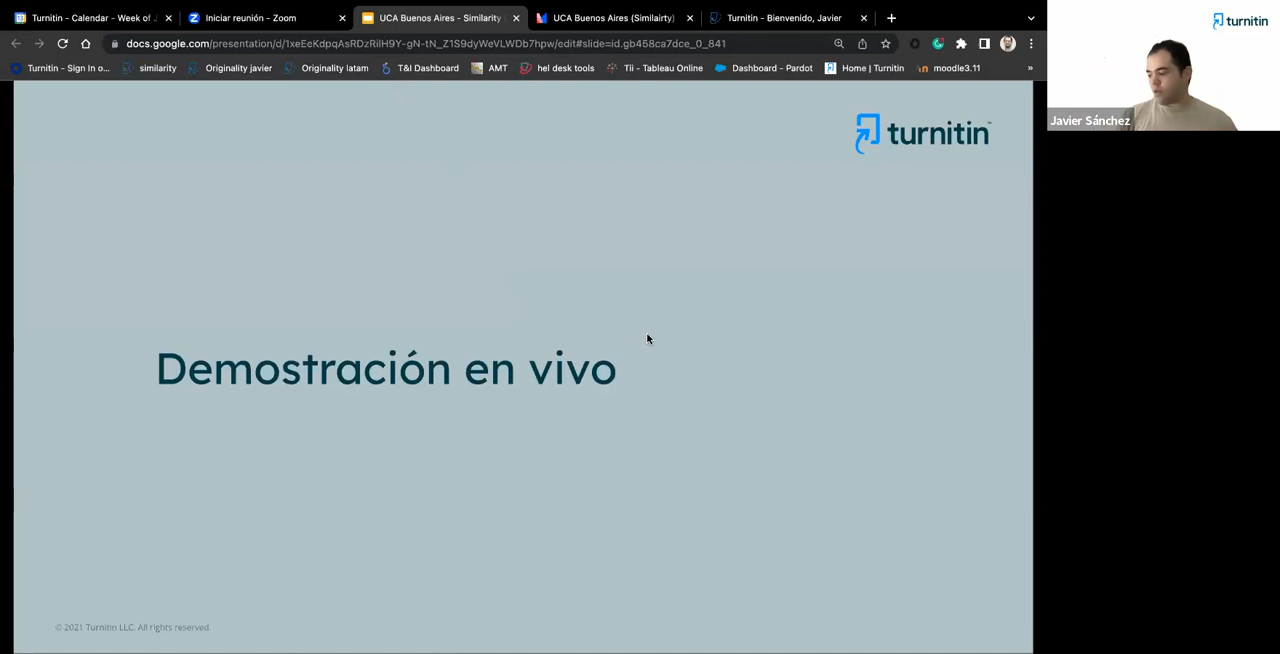 Turnitin - Calendar - Week of J
Iniciar reunión - Zoom
UCA Buenos Aires - Similarity
UCA Buenos Aires (Similairty)
Turnitin - Bienvenido, Javier
docs.google.com/presentation/d/1xeEeKdpqAsRDzRilH9Y-gN-tN_Z1S9dyWeVLWDb7hpw/edit#slide=id.gb458ca7dce_0_841
Turnitin - Sign In o...
similarity
Originality javier
Originality latam
T&I Dashboard
AMT
hel desk tools
Tii - Tableau Online
Dashboard - Pardot
Home | Turnitin
moodle3.11
»
turnitin
Javier Sánchez
turnitin™
Demostración en vivo
© 2021 Turnitin LLC. All rights reserved.